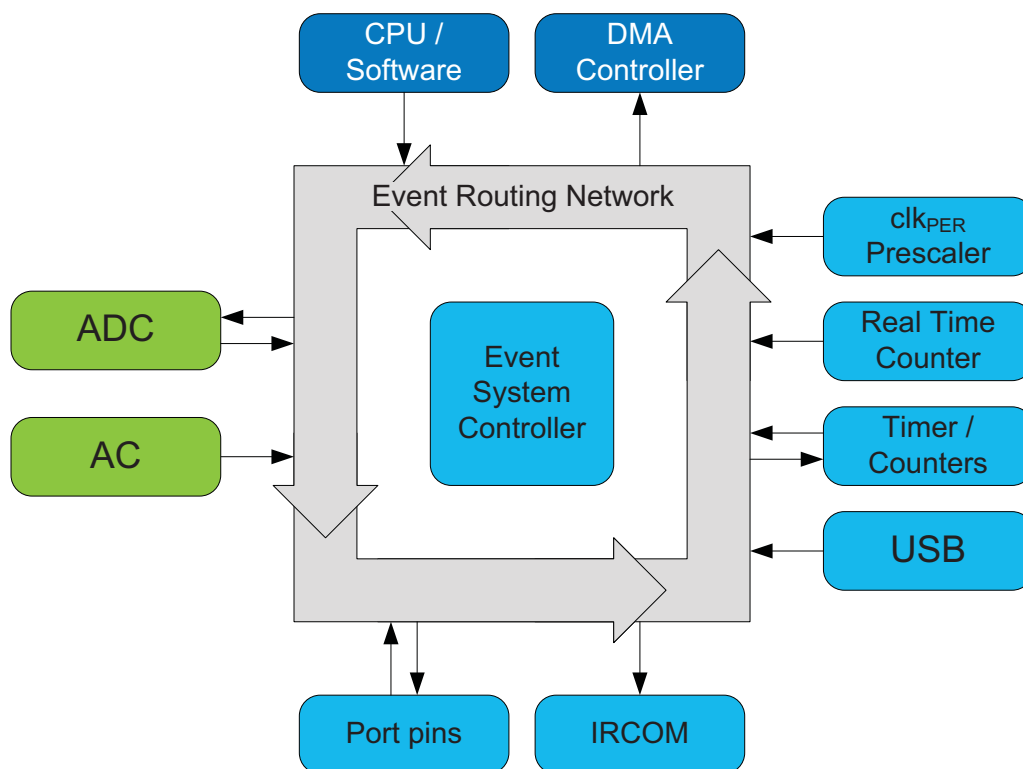 CPU /
Software
DMA
Controller
Event Routing Network
clkPER
Prescaler
ADC
Real Time
Counter
Event
System
Controller
AC
Timer /
Counters
USB
Port pins
IRCOM